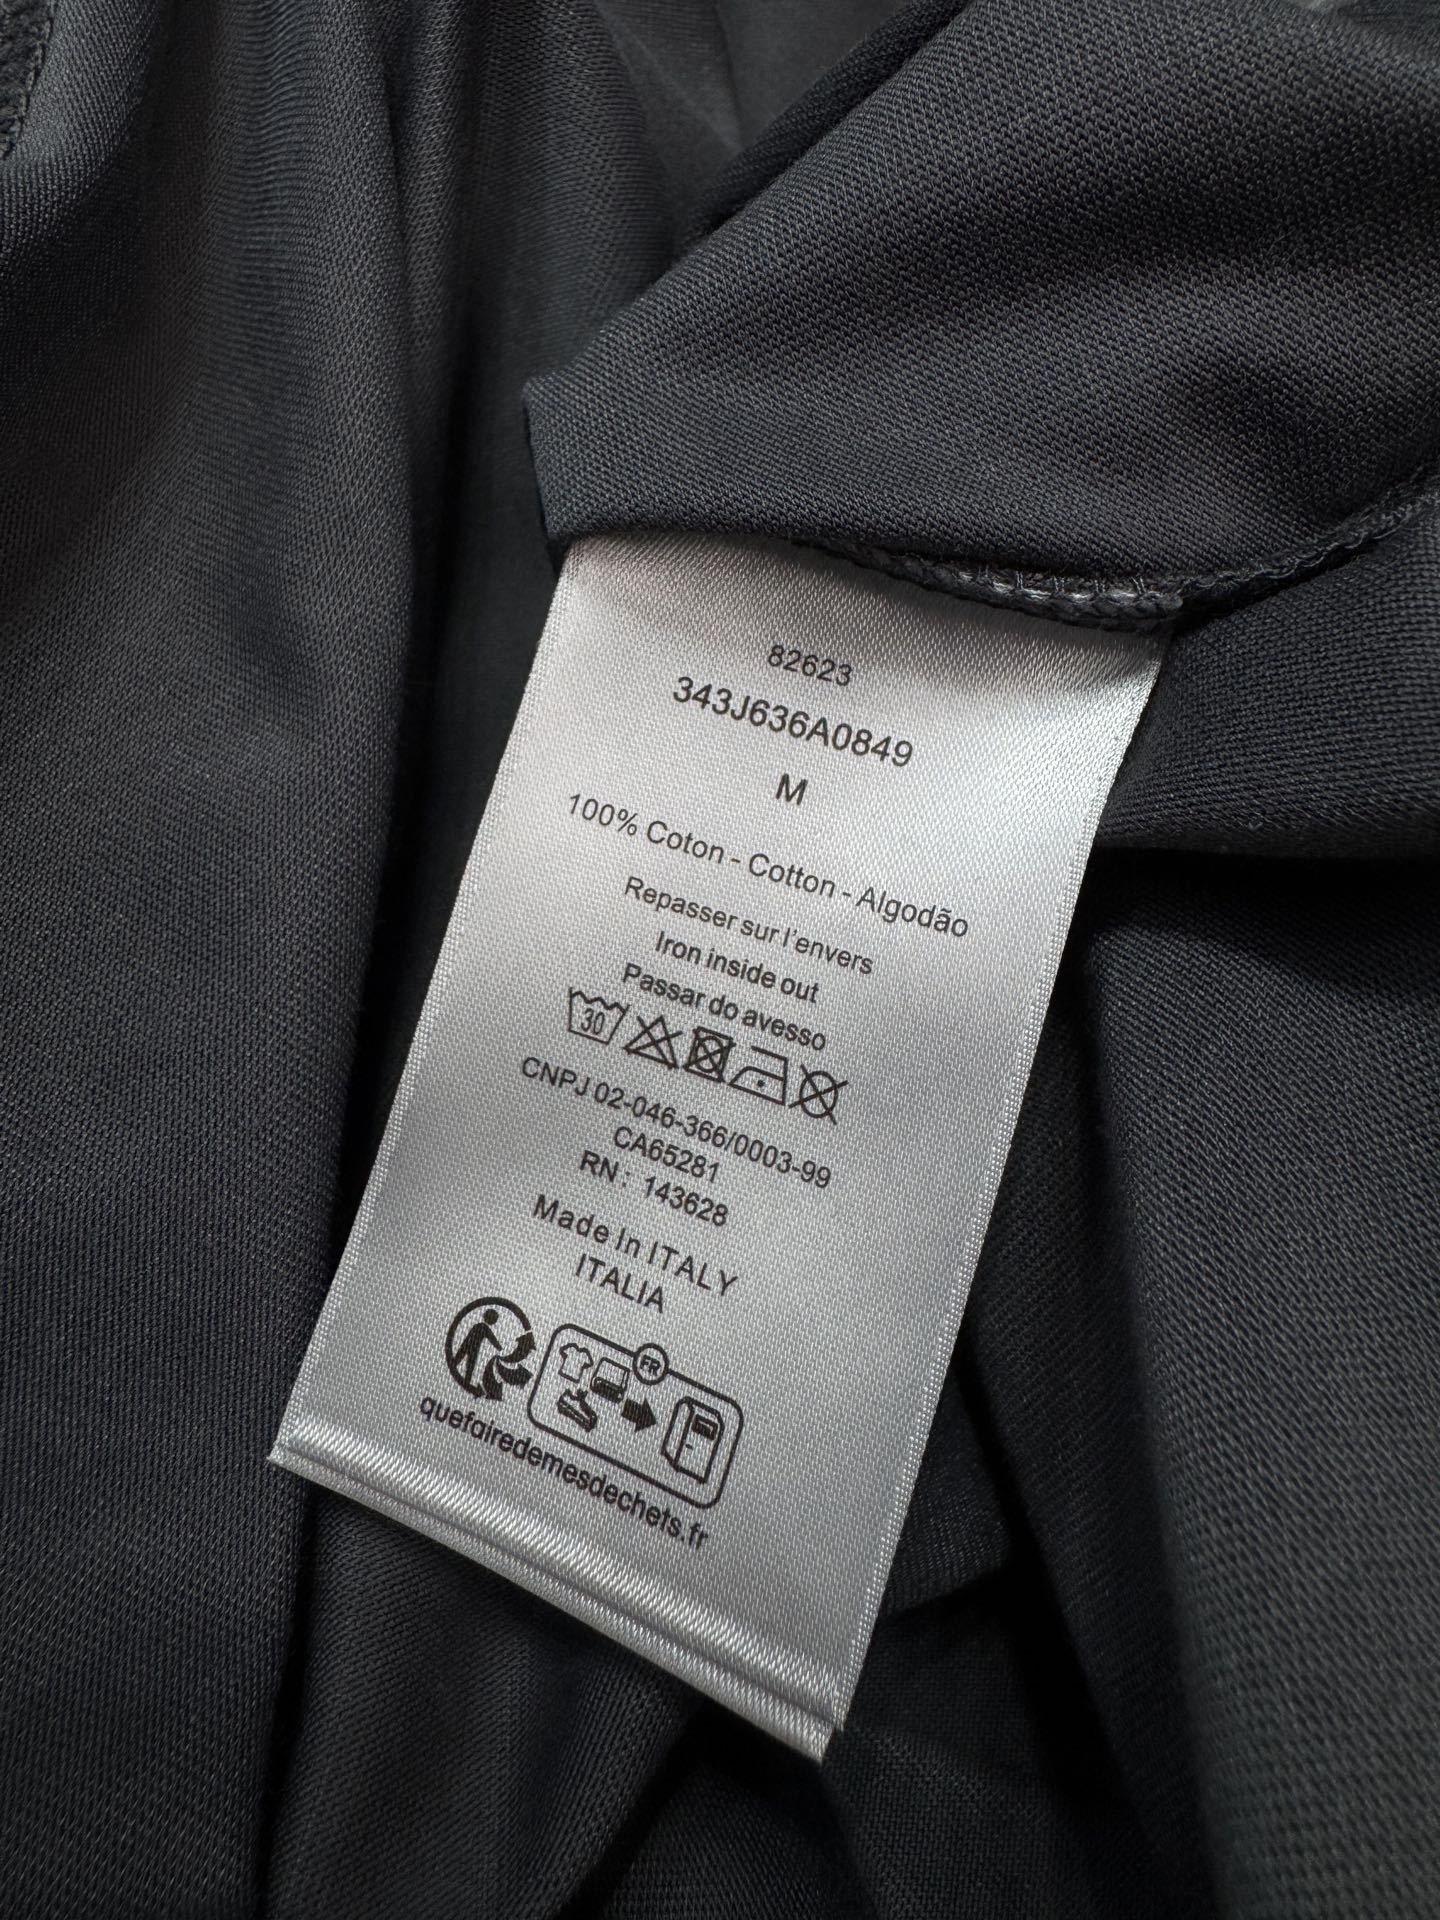 82623
343J636A0849
M
100% Coton - Cotton - Algodão
Repasser sur l'envers
Iron inside out
Passar do avesso
30
CNPJ 02-046-366/0003-99
CA65281
RN: 143628
Made In ITALY
ITALIA
FR
quefairedemesdechets.fr